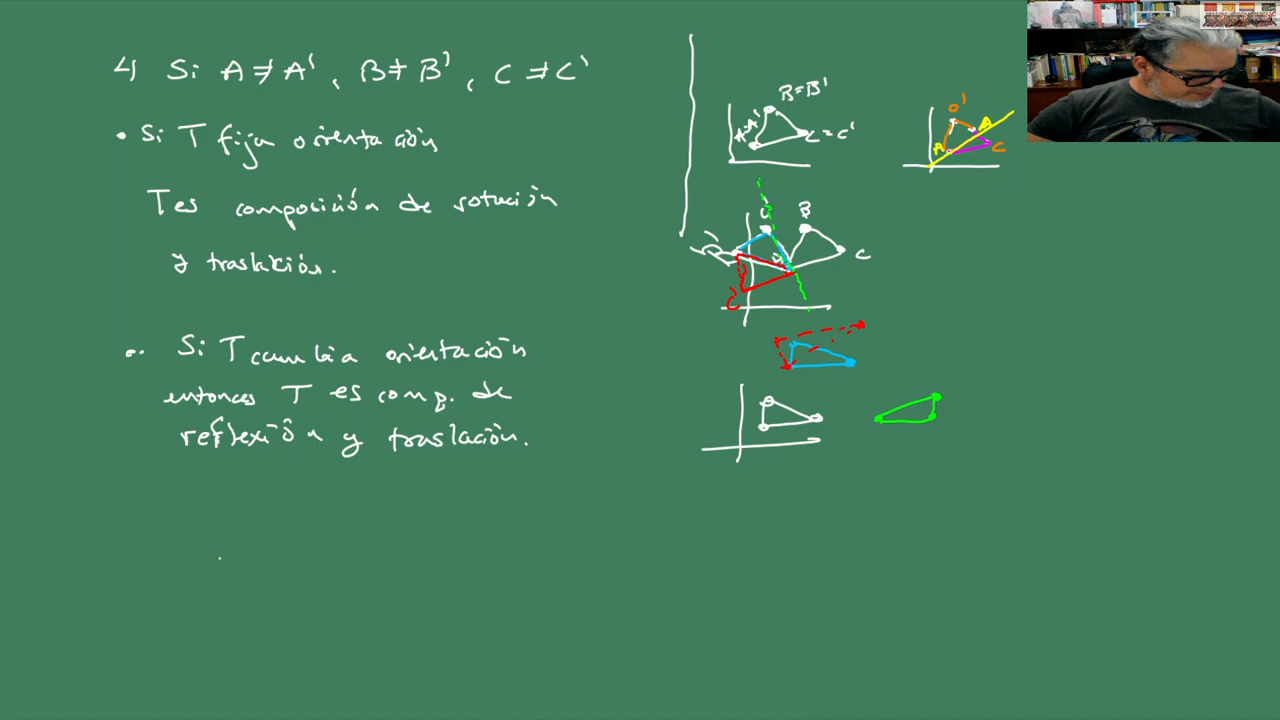 4) Si A ≠ A' , B ≠ B' , C ≠ C'
• Si T fija orientación
T es composición de rotación
y traslación.
•• Si T cambia orientación
entonces T es comp. de
reflexión y traslación.
B = B'
A = A'
C = C'
O'
A
A
C
B
C
C'